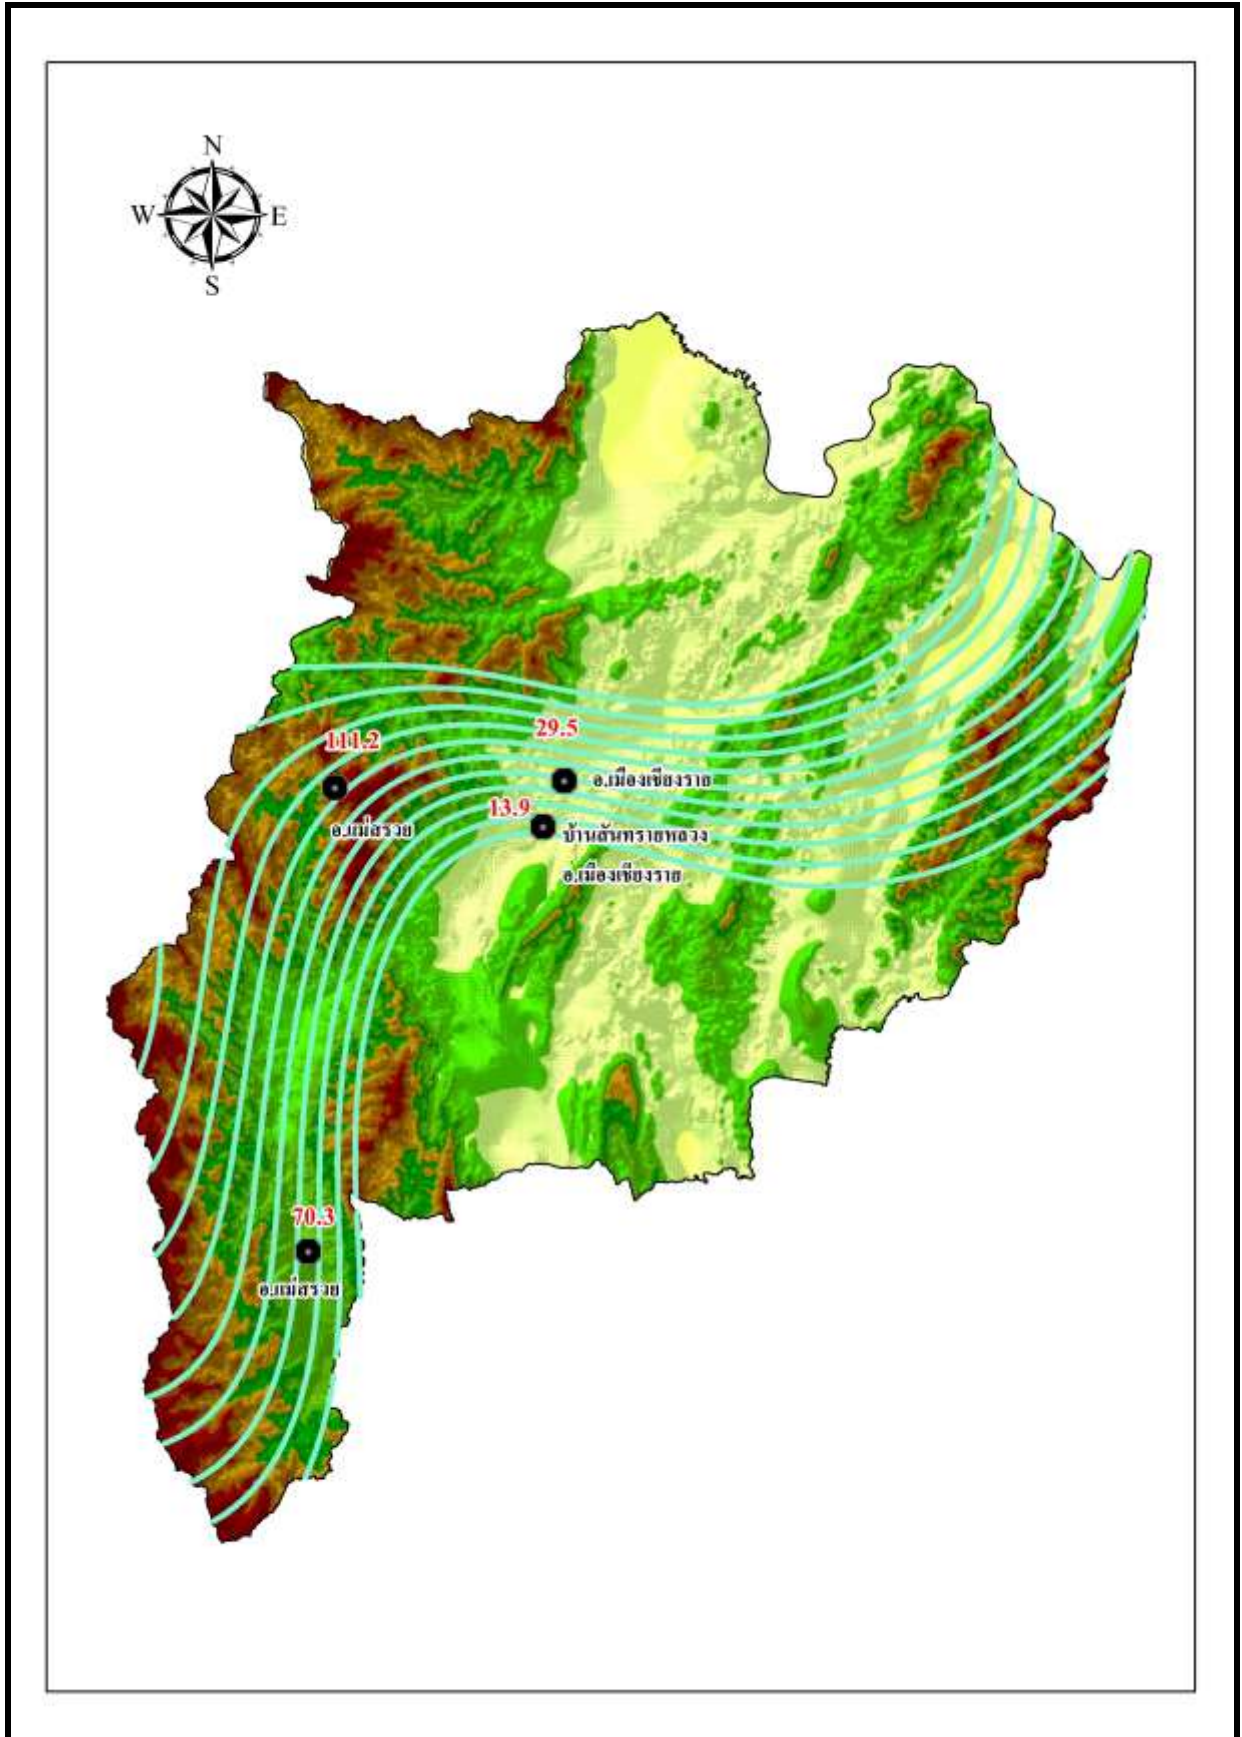 N
W E
S
29.5
111.2
อ.เมืองเชียงราย
13.9
อ.แม่สรวย
บ้านสันทรายหลวง
อ.เมืองเชียงราย
70.3
อ.แม่สรวย